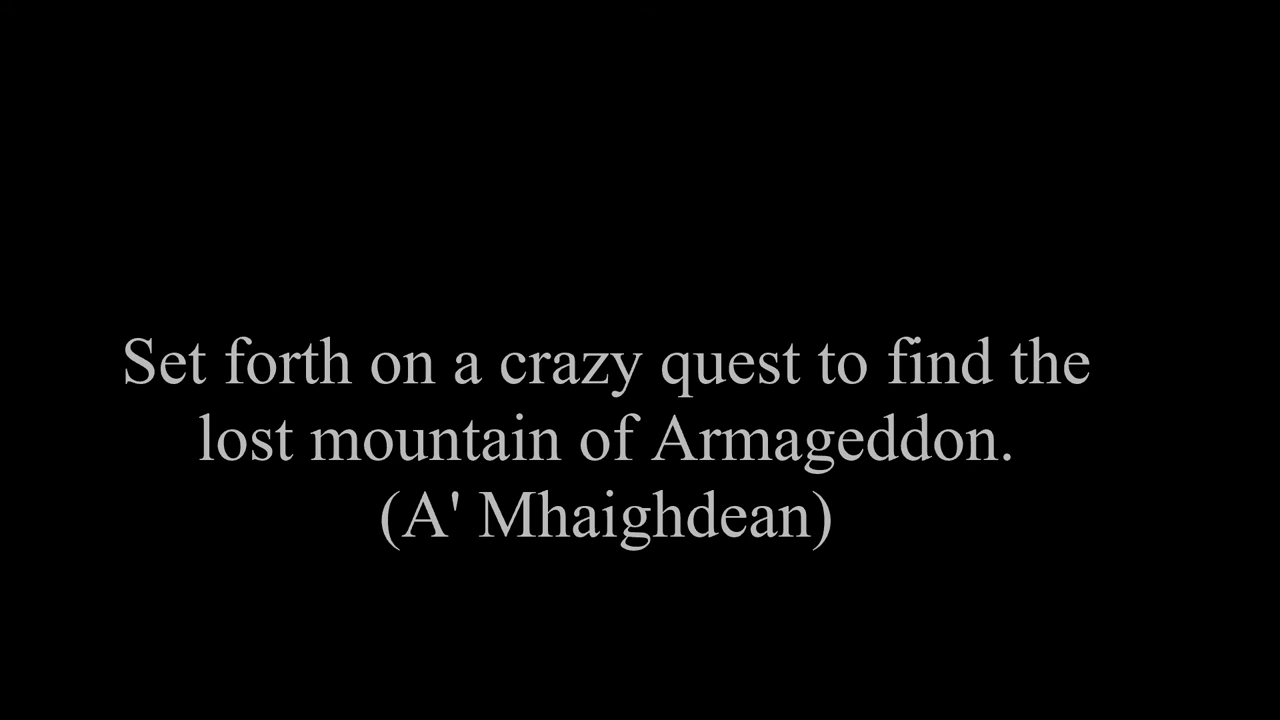 Set forth on a crazy quest to find the
lost mountain of Armageddon.
(A' Mhaighdean)